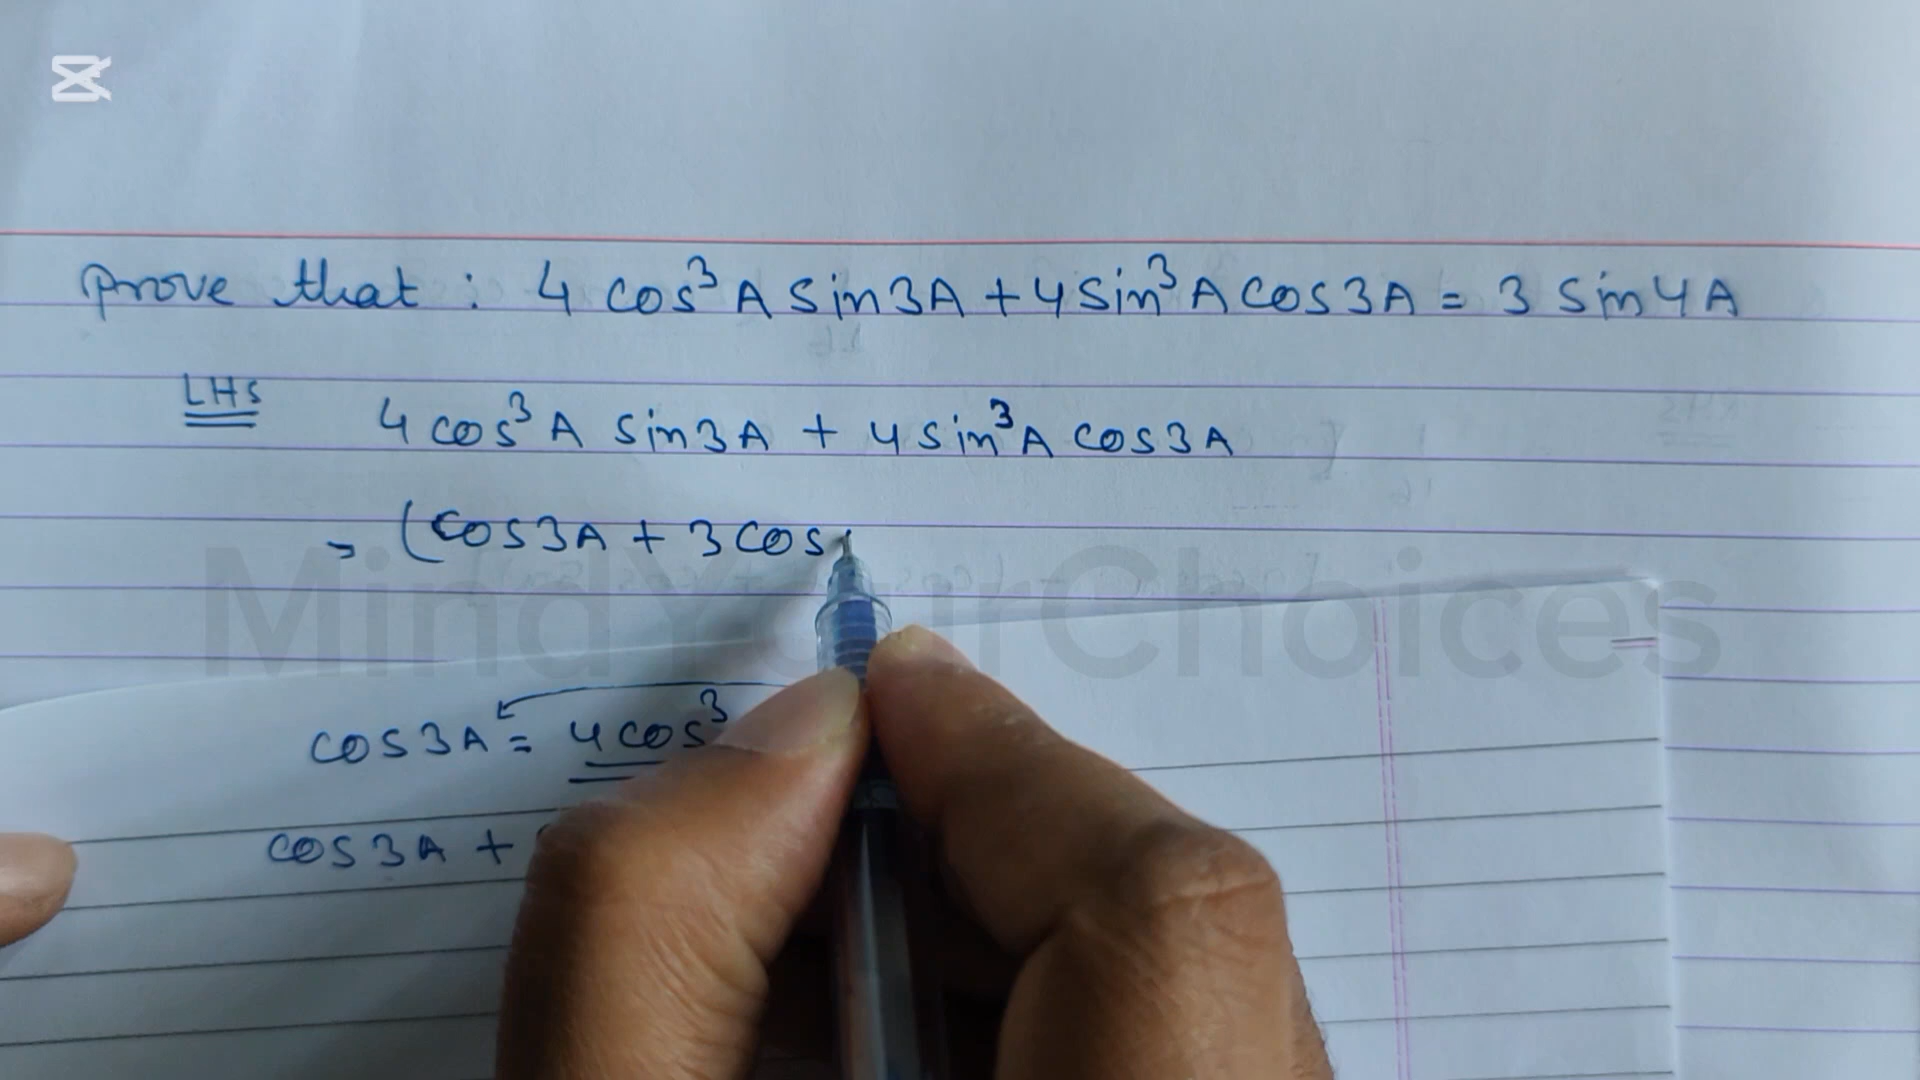 prove that : 4 cos³A sin3A + 4 sin³A cos3A = 3 sin4A
LHS 4 cos³A sin3A + 4 sin³A cos3A
= (cos3A + 3 cos
MindYourChoices
cos3A = 4 cos³
cos3A +